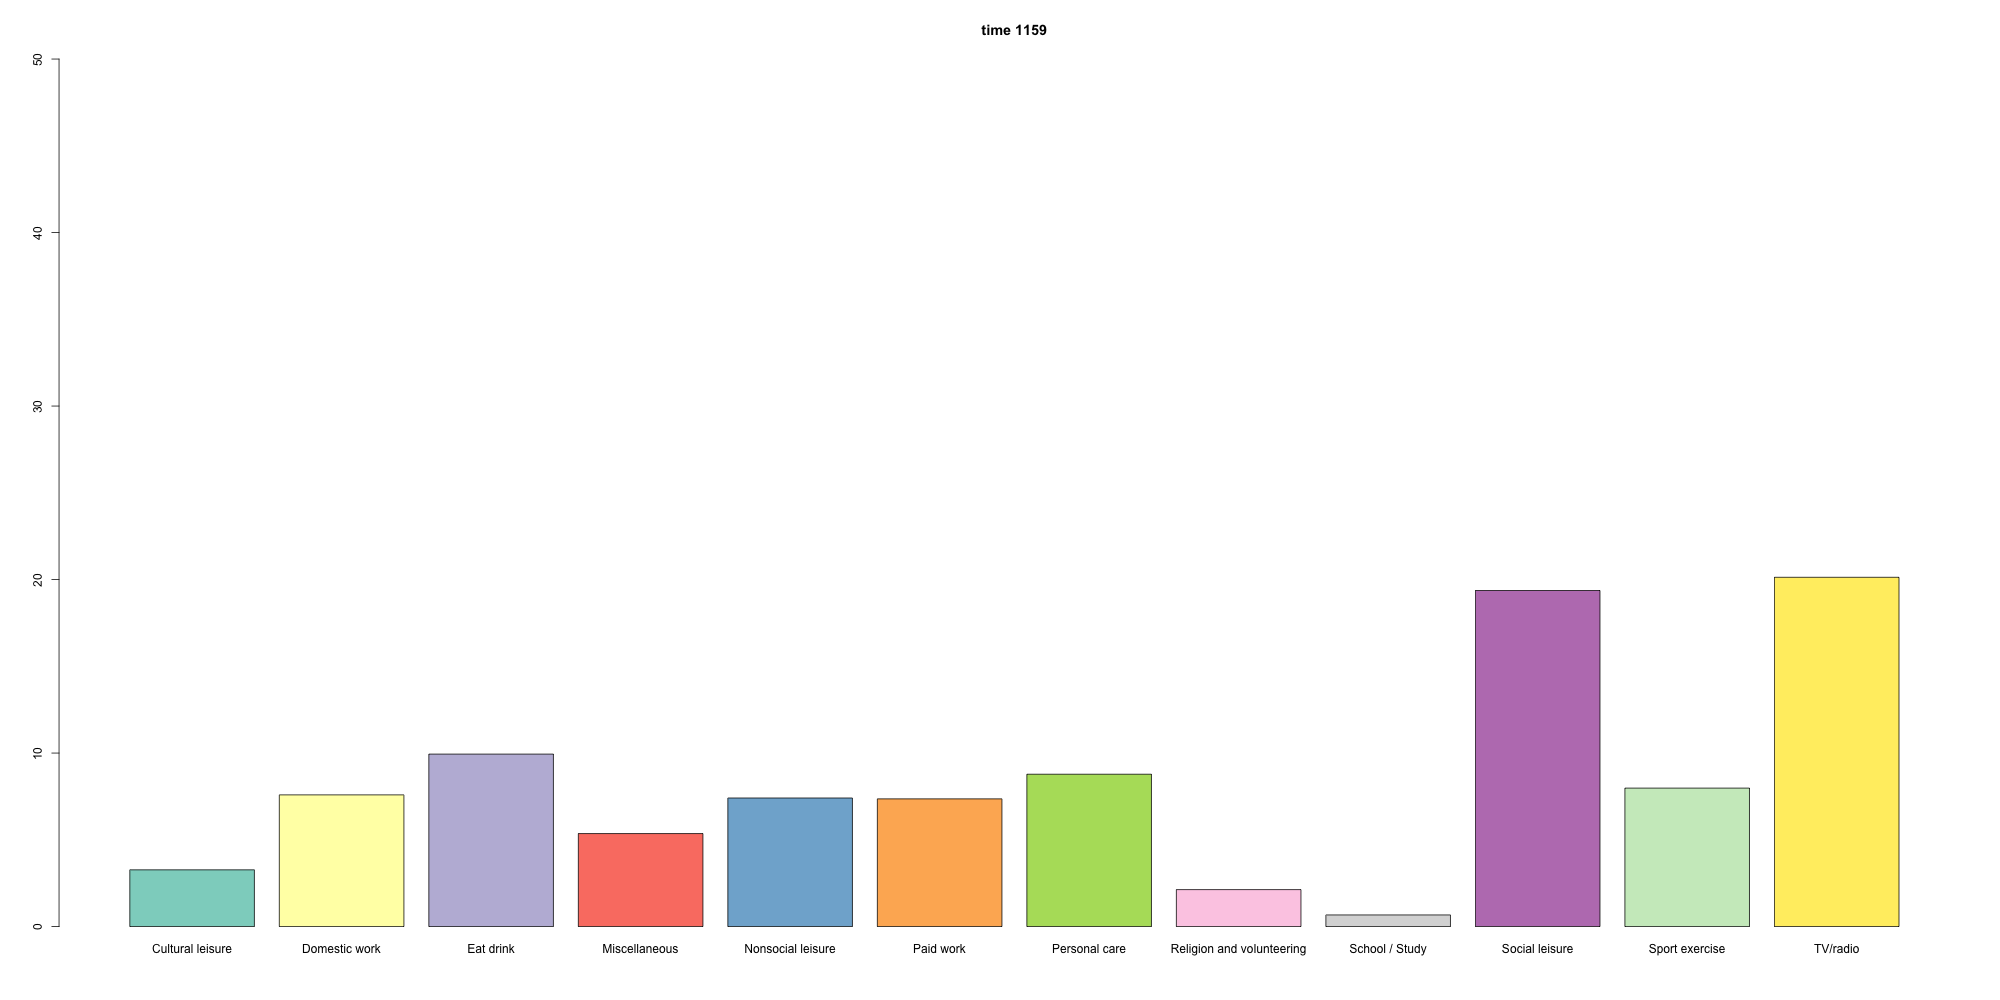 time 1159
50
40
30
20
10
0
Cultural leisure
Domestic work
Eat drink
Miscellaneous
Nonsocial leisure
Paid work
Personal care
Religion and volunteering
School / Study
Social leisure
Sport exercise
TV/radio